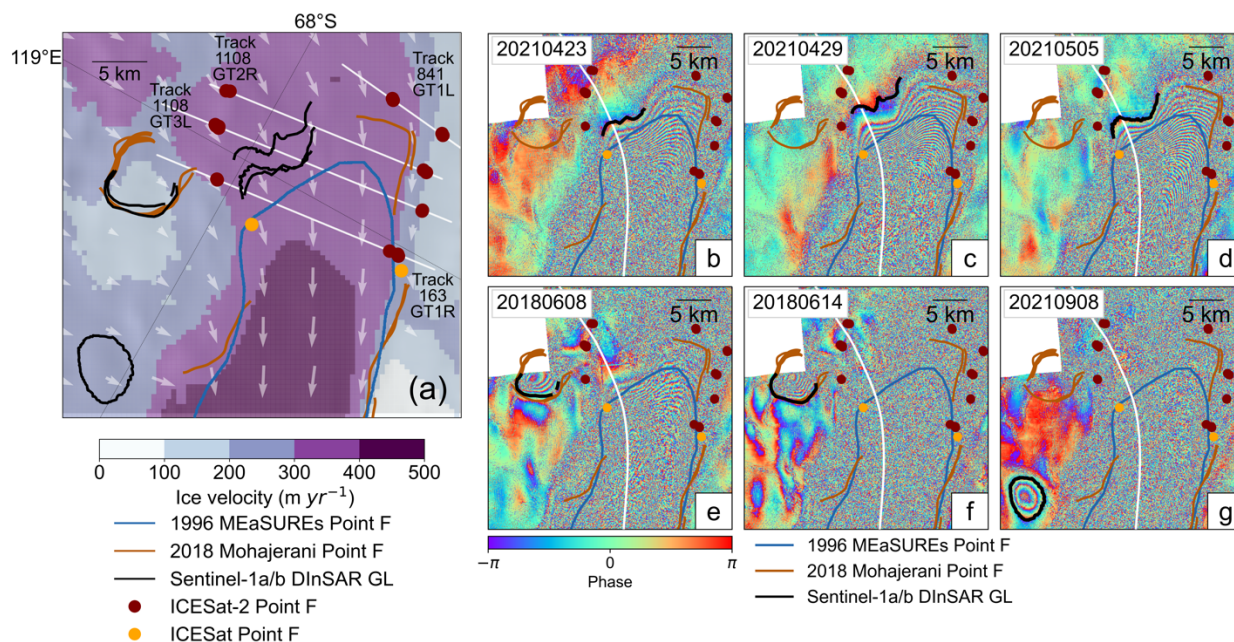 68°S
119°E
5 km
Track
1108
GT2R
Track
1108
GT3L
Track
841
GT1L
Track
163
GT1R
(a)
0 100 200 300 400 500
Ice velocity (m yr⁻¹)
1996 MEaSUREs Point F
2018 Mohajerani Point F
Sentinel-1a/b DInSAR GL
ICESat-2 Point F
ICESat Point F
20210423
5 km
b
20210429
5 km
c
20210505
5 km
d
20180608
5 km
e
20180614
5 km
f
20210908
5 km
g
−π 0 π
Phase
1996 MEaSUREs Point F
2018 Mohajerani Point F
Sentinel-1a/b DInSAR GL